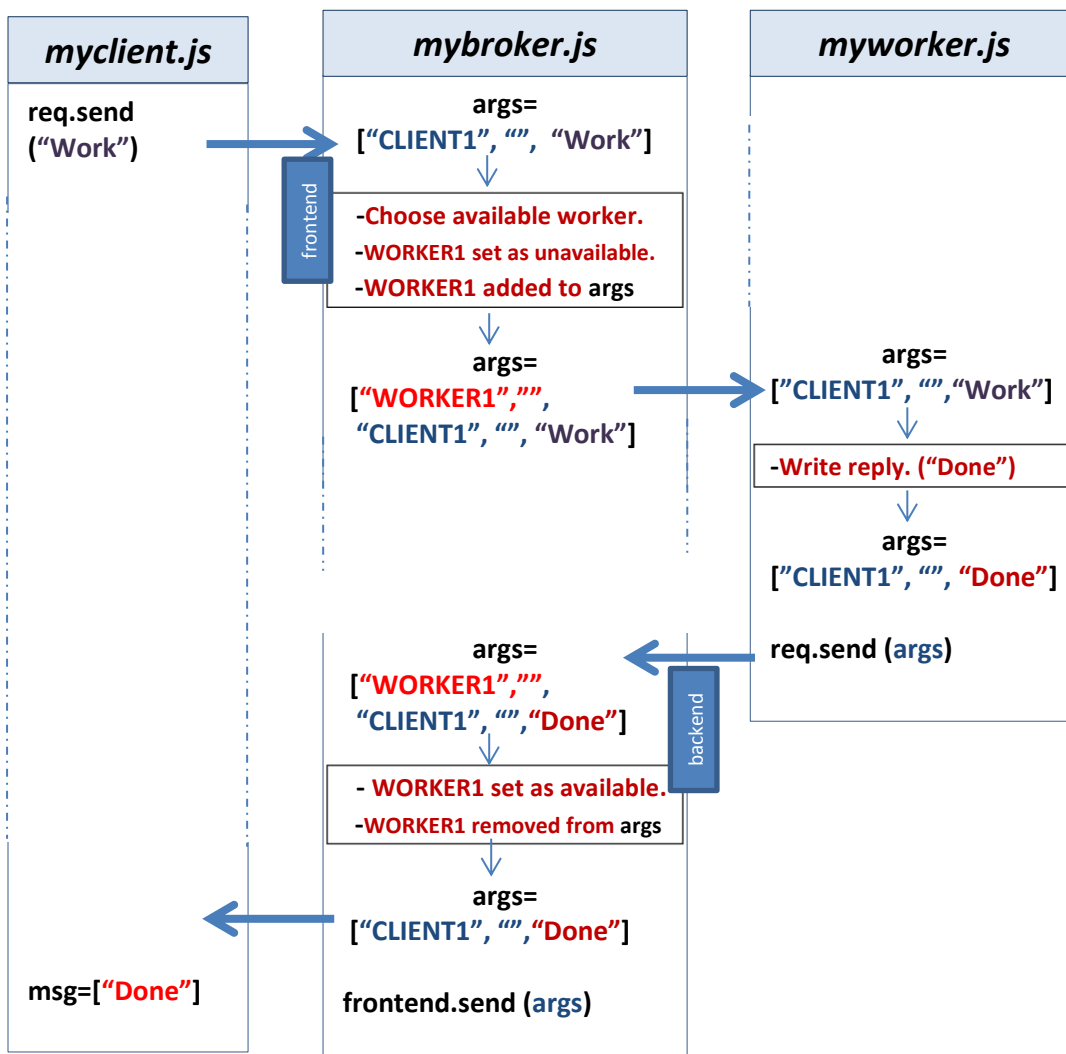 myclient.js
mybroker.js
myworker.js
req.send
(“Work”)
args=
[“CLIENT1”, “”, “Work”]
frontend
-Choose available worker.
-WORKER1 set as unavailable.
-WORKER1 added to args
args=
[“WORKER1”,””,
“CLIENT1”, “”, “Work”]
args=
[”CLIENT1”, “”,“Work”]
-Write reply. (“Done”)
args=
[”CLIENT1”, “”, “Done”]
req.send (args)
args=
[“WORKER1”,””,
“CLIENT1”, “”,“Done”]
backend
- WORKER1 set as available.
-WORKER1 removed from args
args=
[“CLIENT1”, “”,“Done”]
msg=[“Done”]
frontend.send (args)